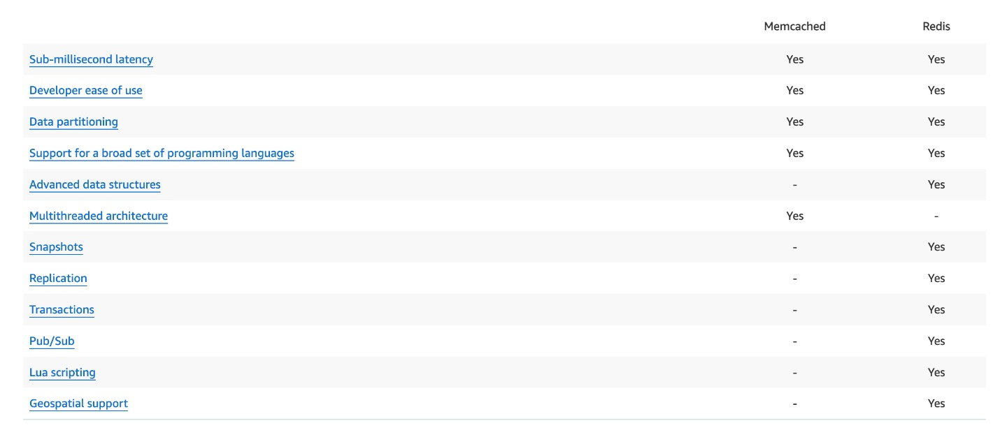 Memcached Redis
Sub-millisecond latency Yes Yes
Developer ease of use Yes Yes
Data partitioning Yes Yes
Support for a broad set of programming languages Yes Yes
Advanced data structures - Yes
Multithreaded architecture Yes -
Snapshots - Yes
Replication - Yes
Transactions - Yes
Pub/Sub - Yes
Lua scripting - Yes
Geospatial support - Yes